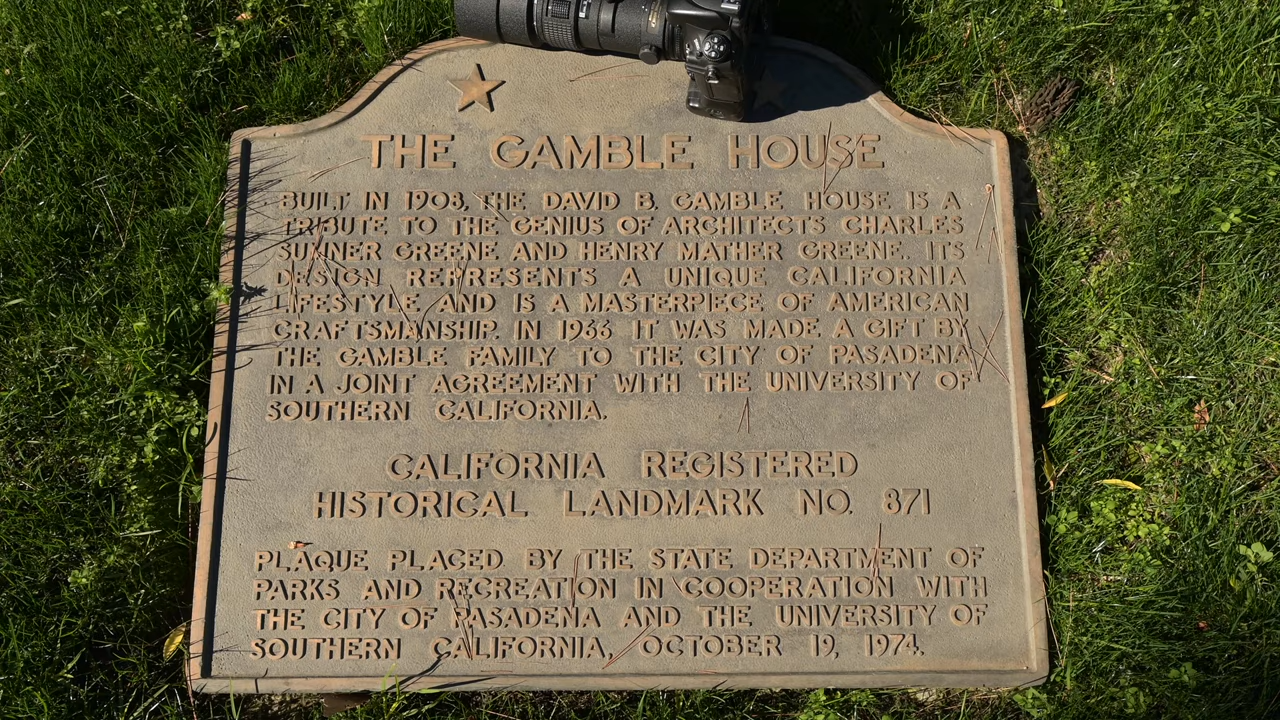 THE GAMBLE HOUSE
BUILT IN 1908, THE DAVID B. GAMBLE HOUSE IS A
TRIBUTE TO THE GENIUS OF ARCHITECTS CHARLES
SUMNER GREENE AND HENRY MATHER GREENE. ITS
DESIGN REPRESENTS A UNIQUE CALIFORNIA
LIFESTYLE AND IS A MASTERPIECE OF AMERICAN
CRAFTSMANSHIP. IN 1966 IT WAS MADE A GIFT BY
THE GAMBLE FAMILY TO THE CITY OF PASADENA
IN A JOINT AGREEMENT WITH THE UNIVERSITY OF
SOUTHERN CALIFORNIA.
CALIFORNIA REGISTERED
HISTORICAL LANDMARK NO. 871
PLAQUE PLACED BY THE STATE DEPARTMENT OF
PARKS AND RECREATION IN COOPERATION WITH
THE CITY OF PASADENA AND THE UNIVERSITY OF
SOUTHERN CALIFORNIA, OCTOBER 19, 1974.